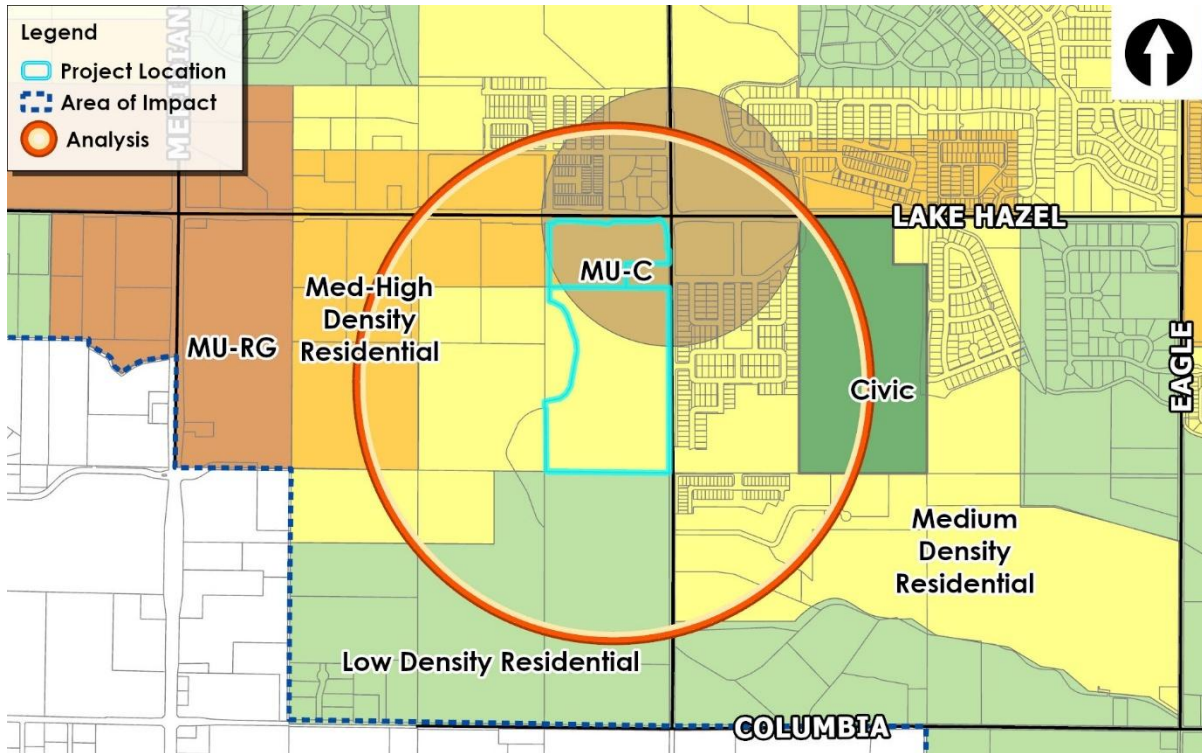 Legend
Project Location
Area of Impact
Analysis
MERIDIAN
LAKE HAZEL
MU-C
Med-High
Density
Residential
MU-RG
EAGLE
Civic
Medium
Density
Residential
Low Density Residential
COLUMBIA